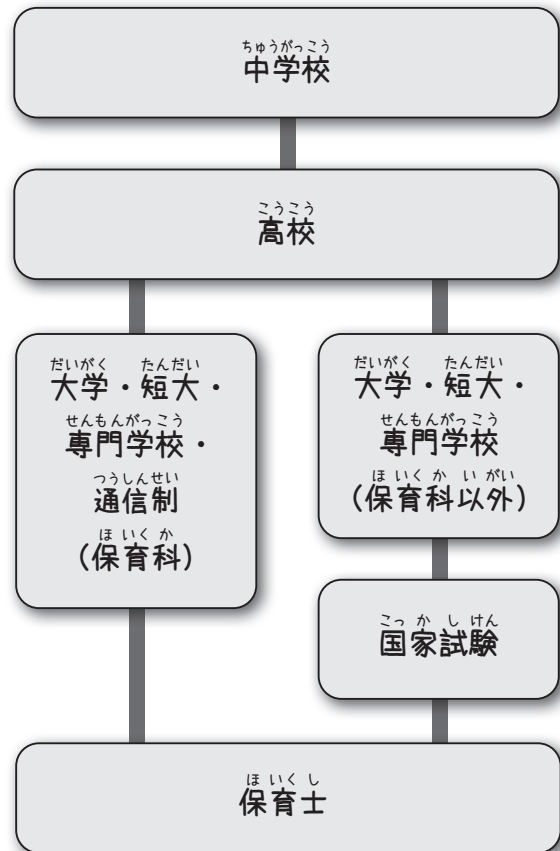 ちゅうがっこう
中学校
こうこう
高校
だいがく たんだい
大学・短大・
せんもんがっこう
専門学校・
つうしんせい
通信制
ほいくか
(保育科)
だいがく たんだい
大学・短大・
せんもんがっこう
専門学校
ほいくかいがい
(保育科以外)
こっかしけん
国家試験
ほいくし
保育士